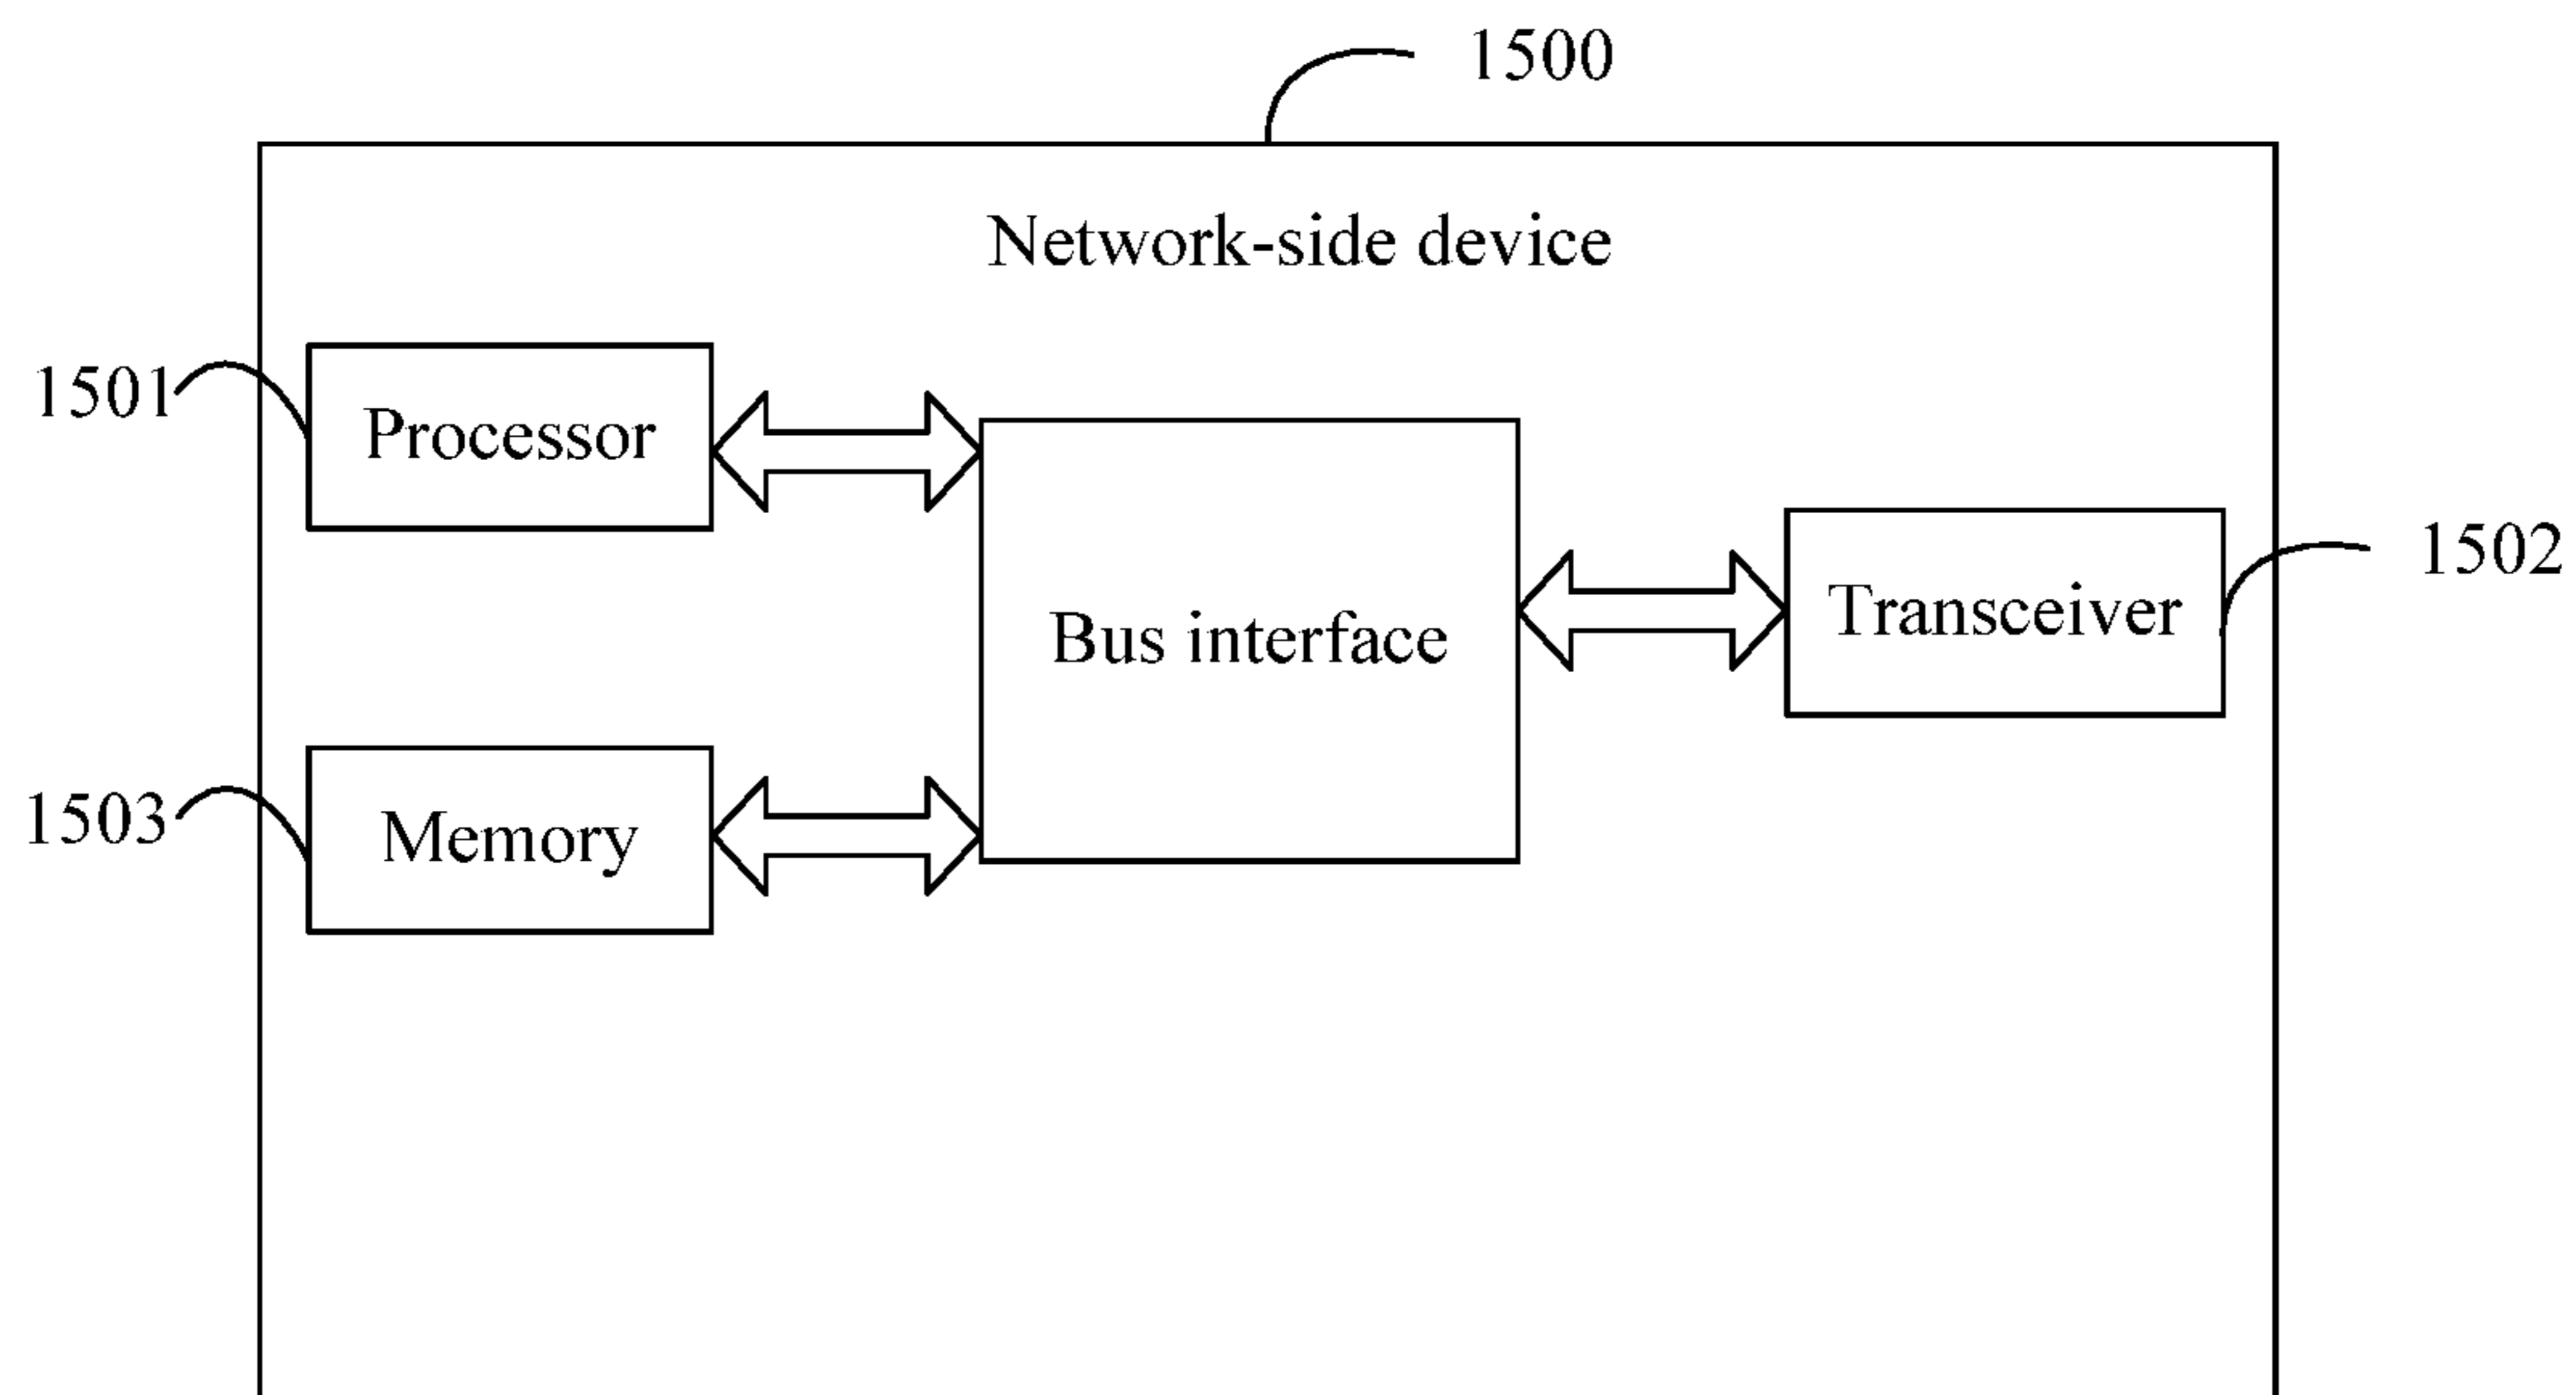 1500
Network-side device
1501
Processor
1502
Transceiver
Bus interface
1503
Memory